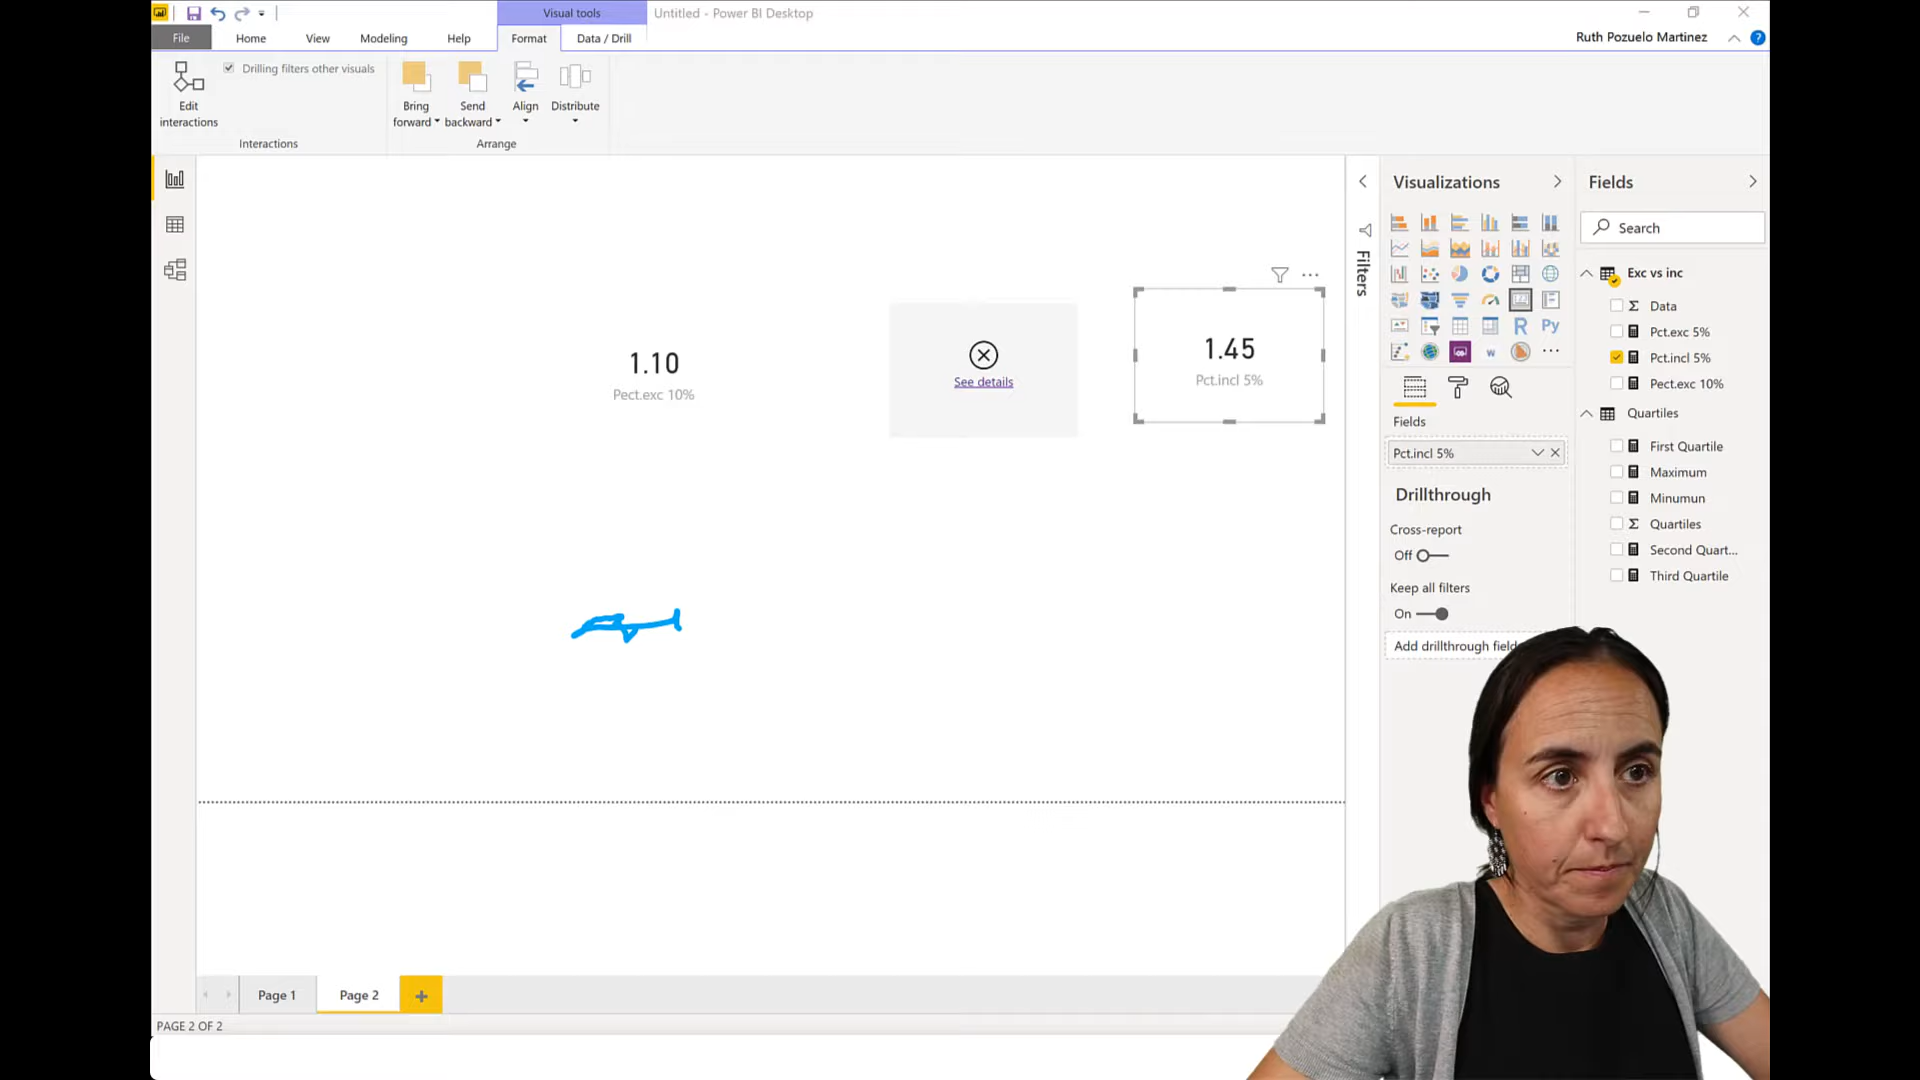 Visual tools
Untitled - Power BI Desktop
File
Home
View
Modeling
Help
Format
Data / Drill
Ruth Pozuelo Martinez
?
Edit
interactions
Drilling filters other visuals
Interactions
Bring
forward
Send
backward
Align
Distribute
Arrange
1.10
Pect.exc 10%
See details
1.45
Pct.incl 5%
Filters
Visualizations
R
Py
W
Fields
Pct.incl 5%
Drillthrough
Cross-report
Off
Keep all filters
On
Add drillthrough field
Fields
Search
Exc vs inc
Data
Pct.exc 5%
Pct.incl 5%
Pect.exc 10%
Quartiles
First Quartile
Maximum
Minumun
Quartiles
Second Quart...
Third Quartile
Page 1
Page 2
PAGE 2 OF 2